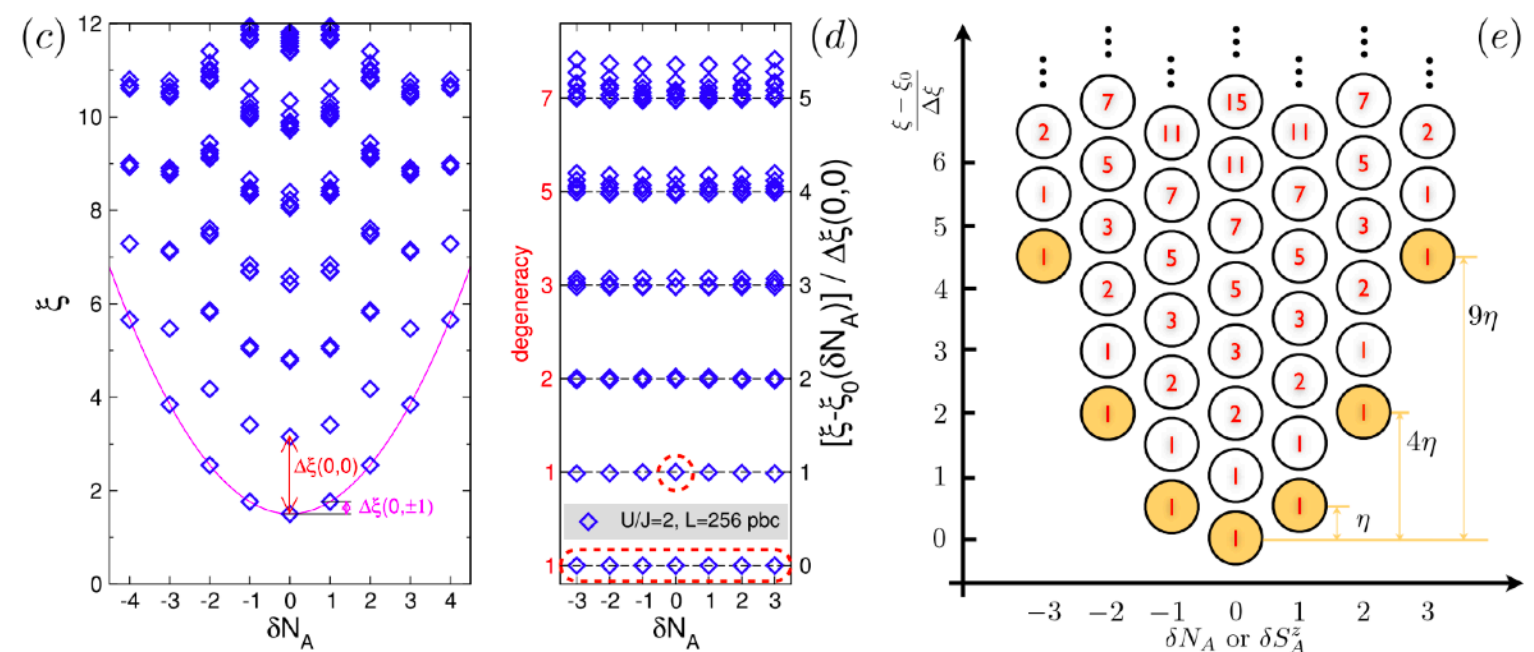 (c)
12
10
8
6
4
2
0
ξ
Δξ(0,0)
Δξ(0,±1)
-4 -3 -2 -1 0 1 2 3 4
δN_A
(d)
degeneracy
7
5
3
2
1
1
5
4
3
2
1
0
[ξ-ξ₀(δN_A)] / Δξ(0,0)
U/J=2, L=256 pbc
-3 -2 -1 0 1 2 3
δN_A
(e)
ξ − ξ₀
Δξ
6
5
4
3
2
1
0
7 15 7
2 11 11 2
5 11 5
1 7 7 1
3 7 3
1 5 5 1
2 5 2
3 3
1 3 1
2 2
1 2 1
1 1
1
1 1
1
9η
4η
η
−3 −2 −1 0 1 2 3
δN_A or δS_A^z